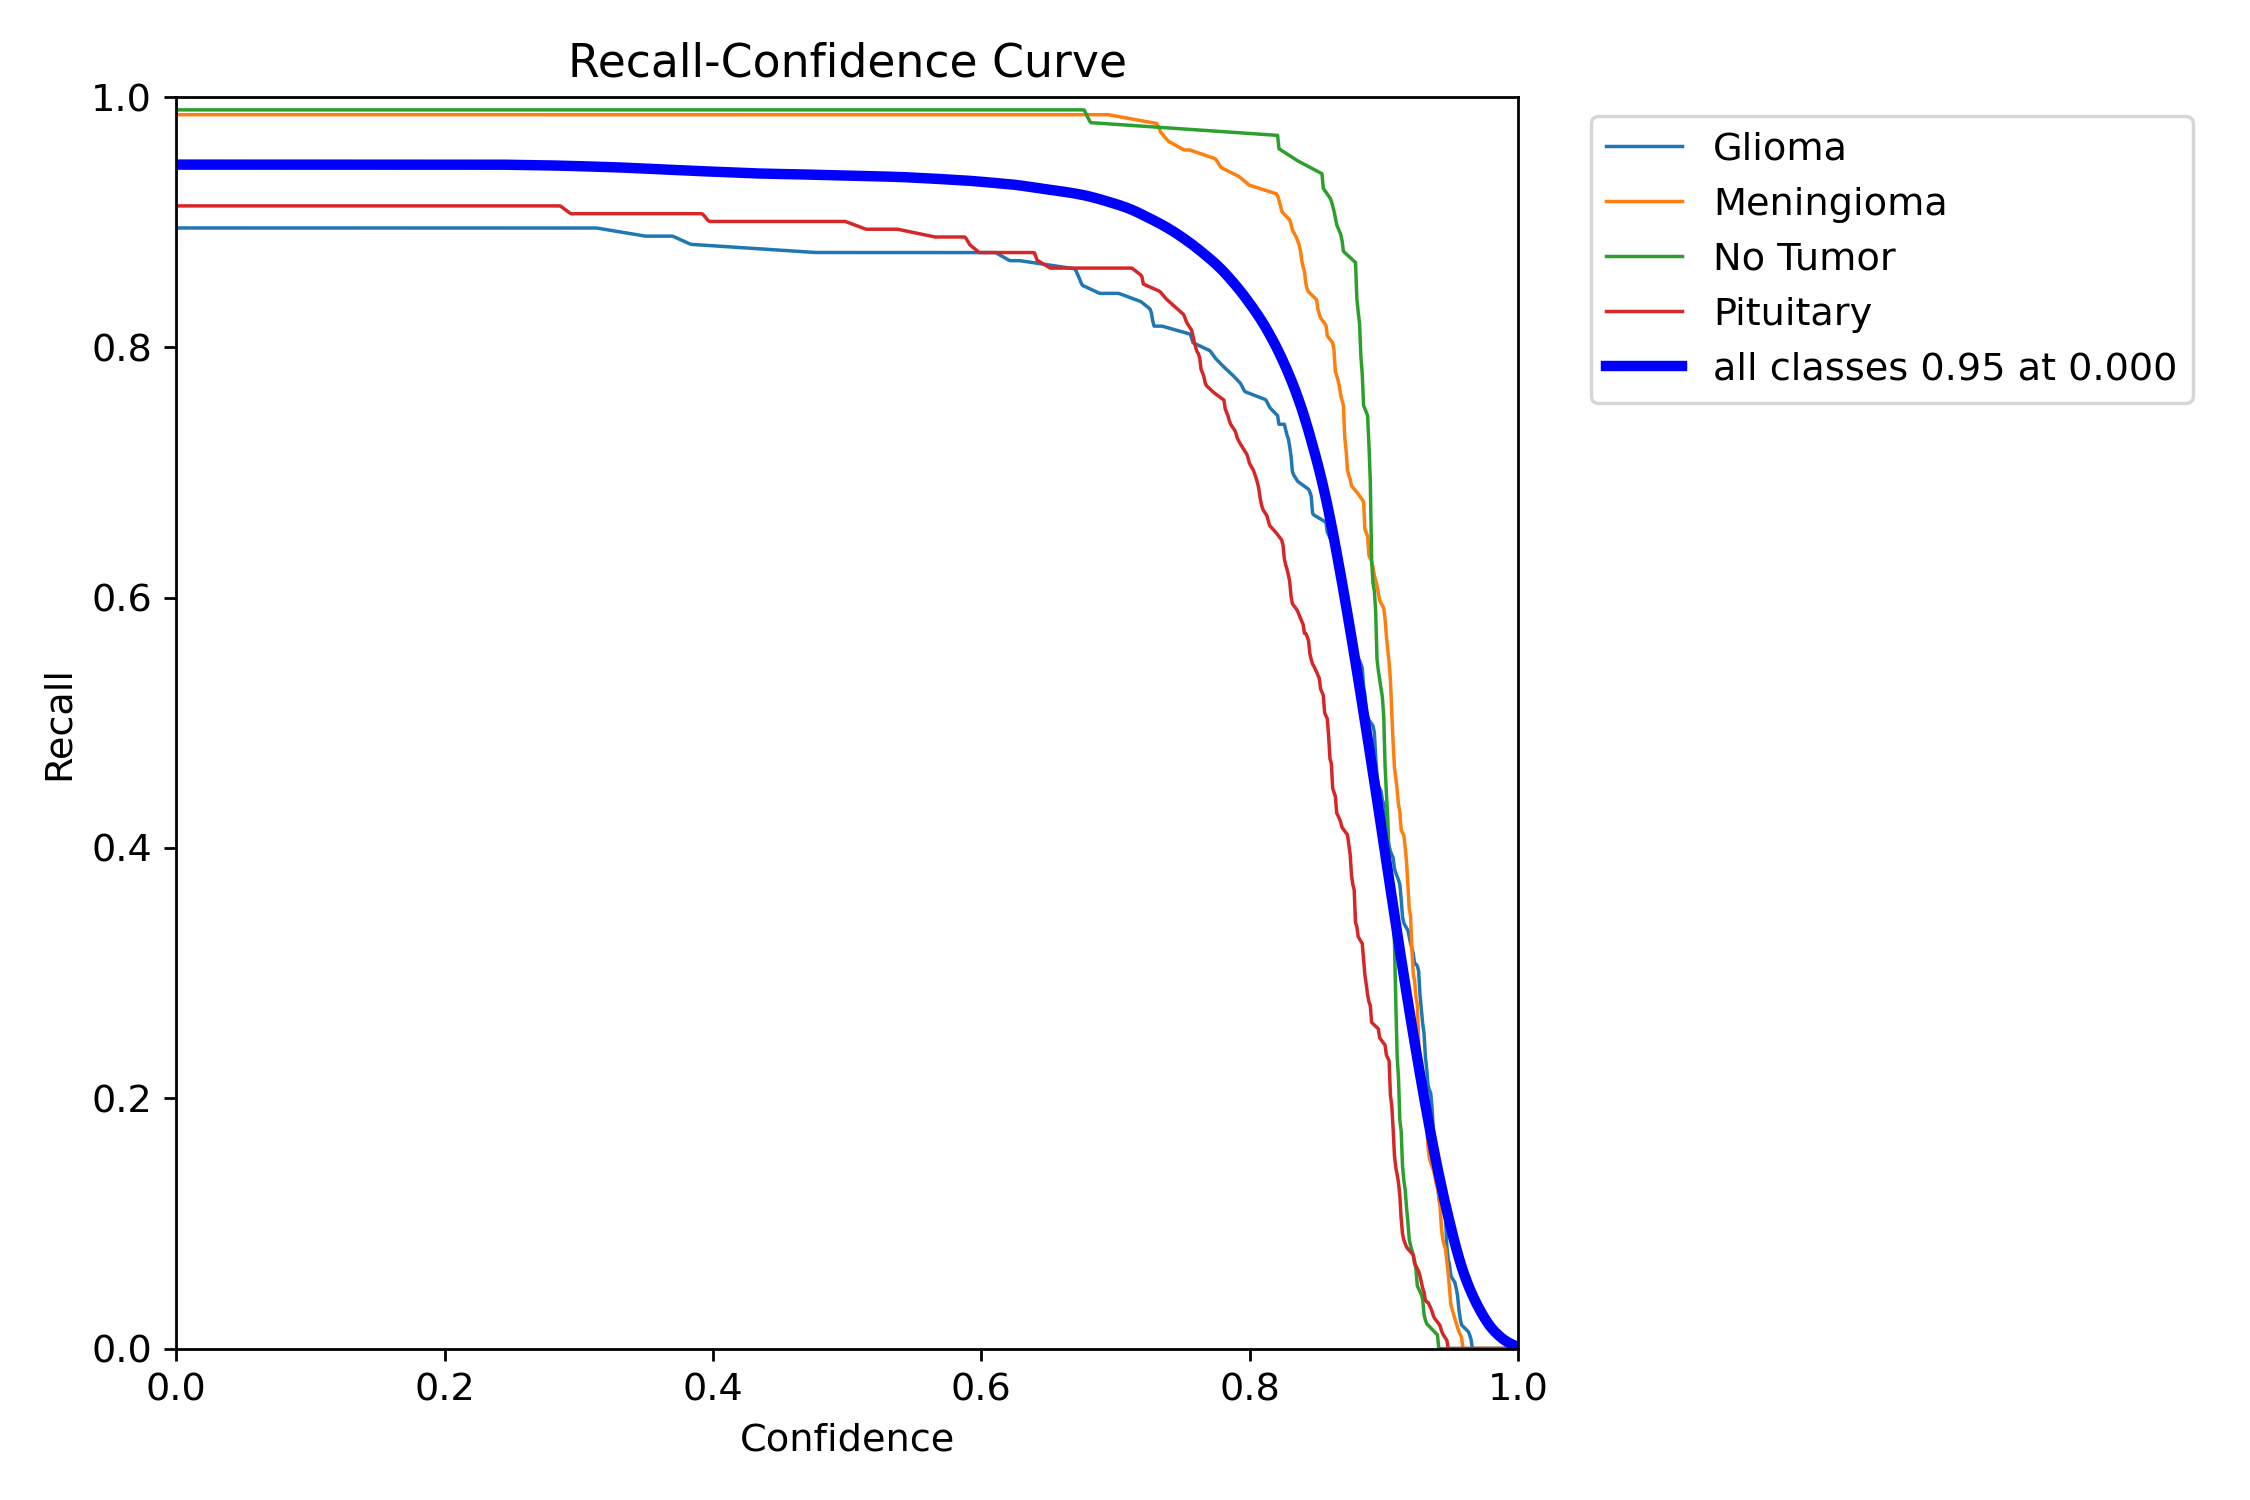 Recall-Confidence Curve
1.0
0.8
0.6
0.4
0.2
0.0
Recall
0.0 0.2 0.4 0.6 0.8 1.0
Confidence
Glioma
Meningioma
No Tumor
Pituitary
all classes 0.95 at 0.000